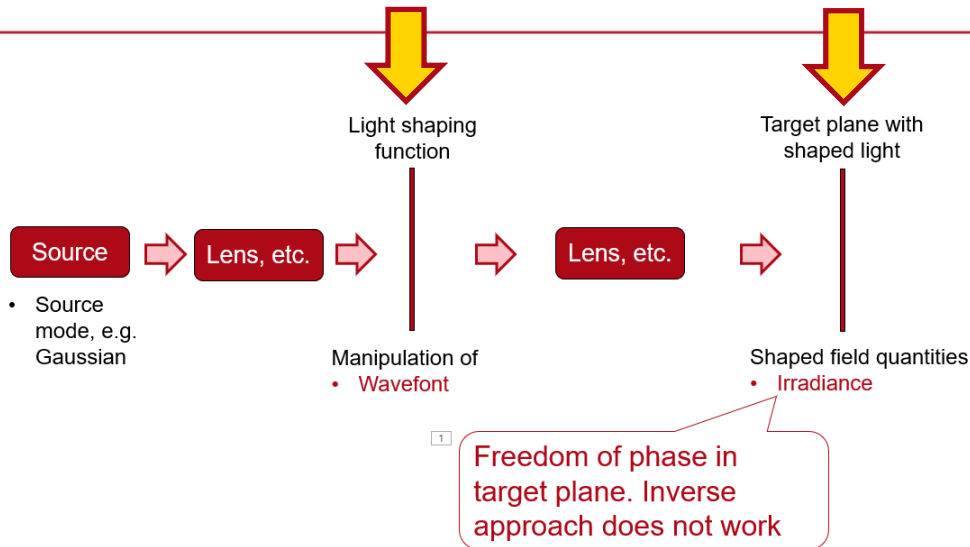 Light shaping
function
Target plane with
shaped light
Source
Lens, etc.
Lens, etc.
• Source
mode, e.g.
Gaussian
Manipulation of
• Wavefont
Shaped field quantities
• Irradiance
1
Freedom of phase in
target plane. Inverse
approach does not work